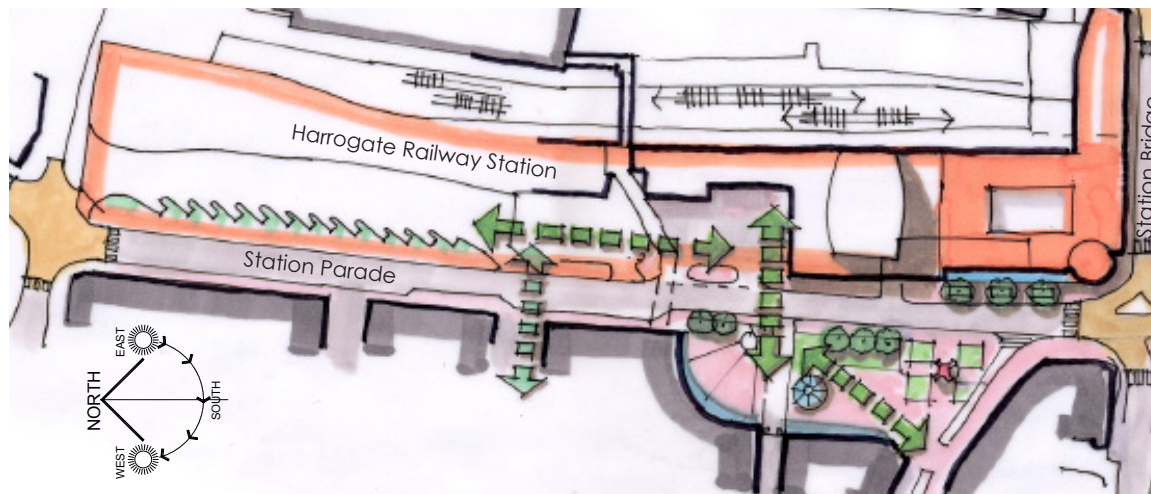 Harrogate Railway Station
Station Bridge
Station Parade
EAST
NORTH
SOUTH
WEST